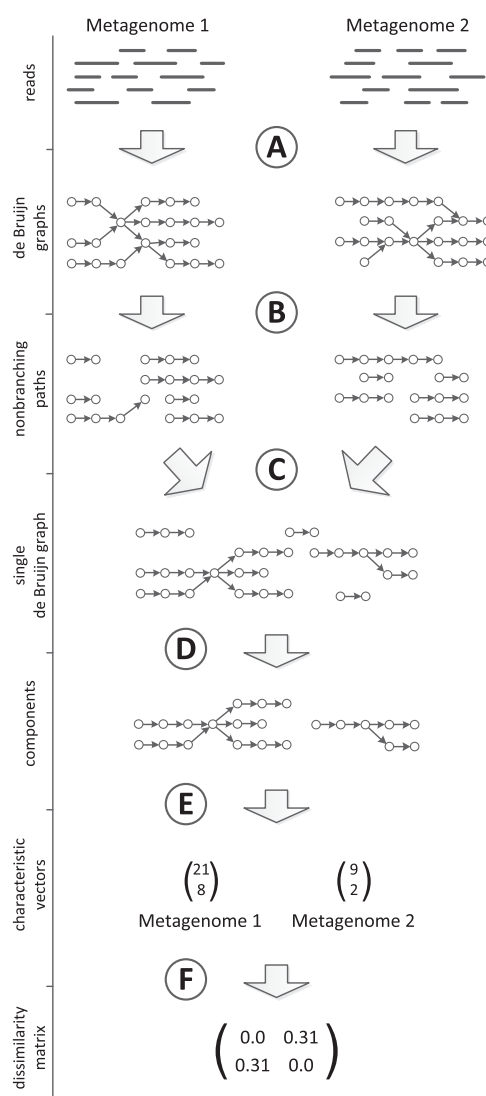 Metagenome 1
Metagenome 2
reads
A
de Bruijn
graphs
B
nonbranching
paths
C
single
de Bruijn graph
D
components
E
characteristic
vectors
21
8
9
2
Metagenome 1
Metagenome 2
F
dissimilarity
matrix
0.0 0.31
0.31 0.0